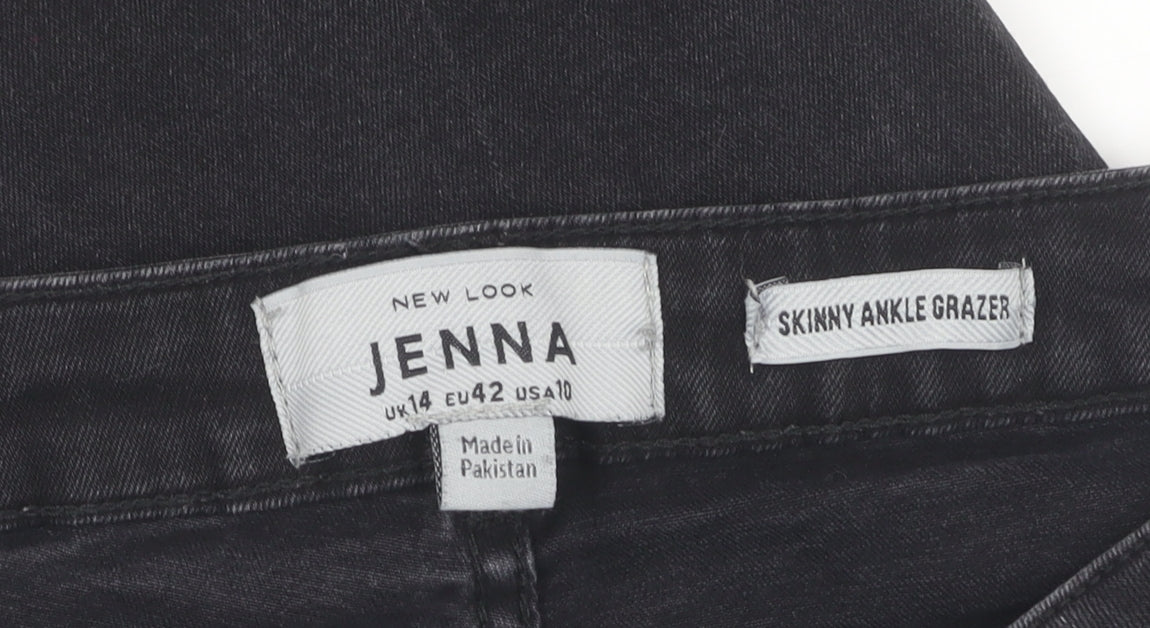 NEW LOOK
JENNA
UK14 EU42 USA10
Made in
Pakistan
SKINNY ANKLE GRAZER